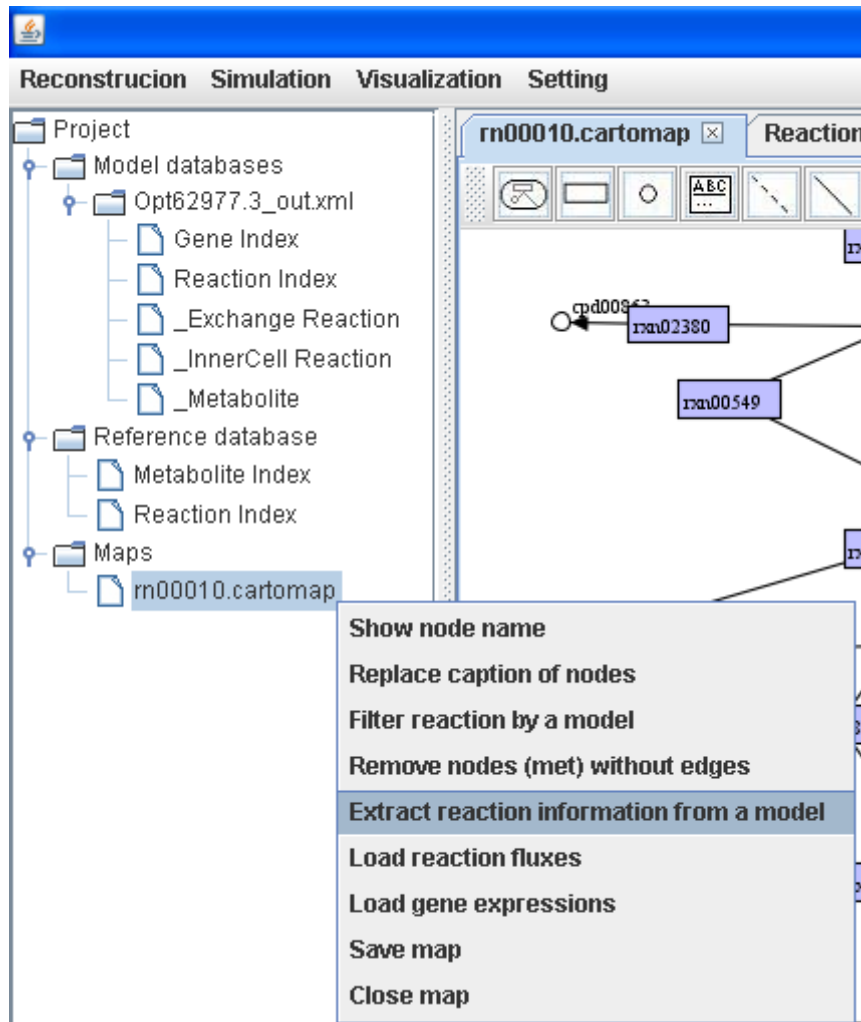 Reconstrucion Simulation Visualization Setting
Project
Model databases
Opt62977.3_out.xml
Gene Index
Reaction Index
_Exchange Reaction
_InnerCell Reaction
_Metabolite
Reference database
Metabolite Index
Reaction Index
Maps
rn00010.cartomap
rn00010.cartomap Reaction
ABC
...
rxn02380
rxn00549
Show node name
Replace caption of nodes
Filter reaction by a model
Remove nodes (met) without edges
Extract reaction information from a model
Load reaction fluxes
Load gene expressions
Save map
Close map